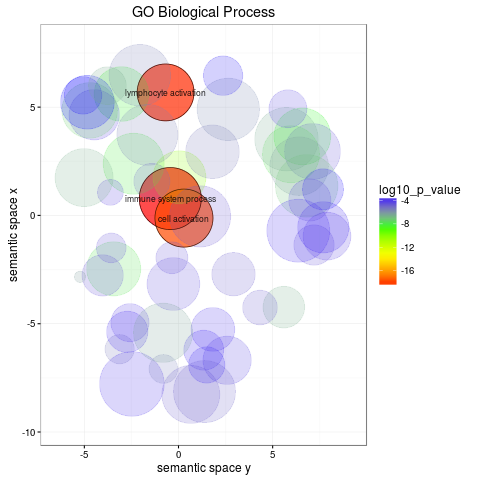 GO Biological Process
lymphocyte activation
immune system process
cell activation
5
0
-5
-10
-5
0
5
semantic space x
semantic space y
log10_p_value
-4
-8
-12
-16